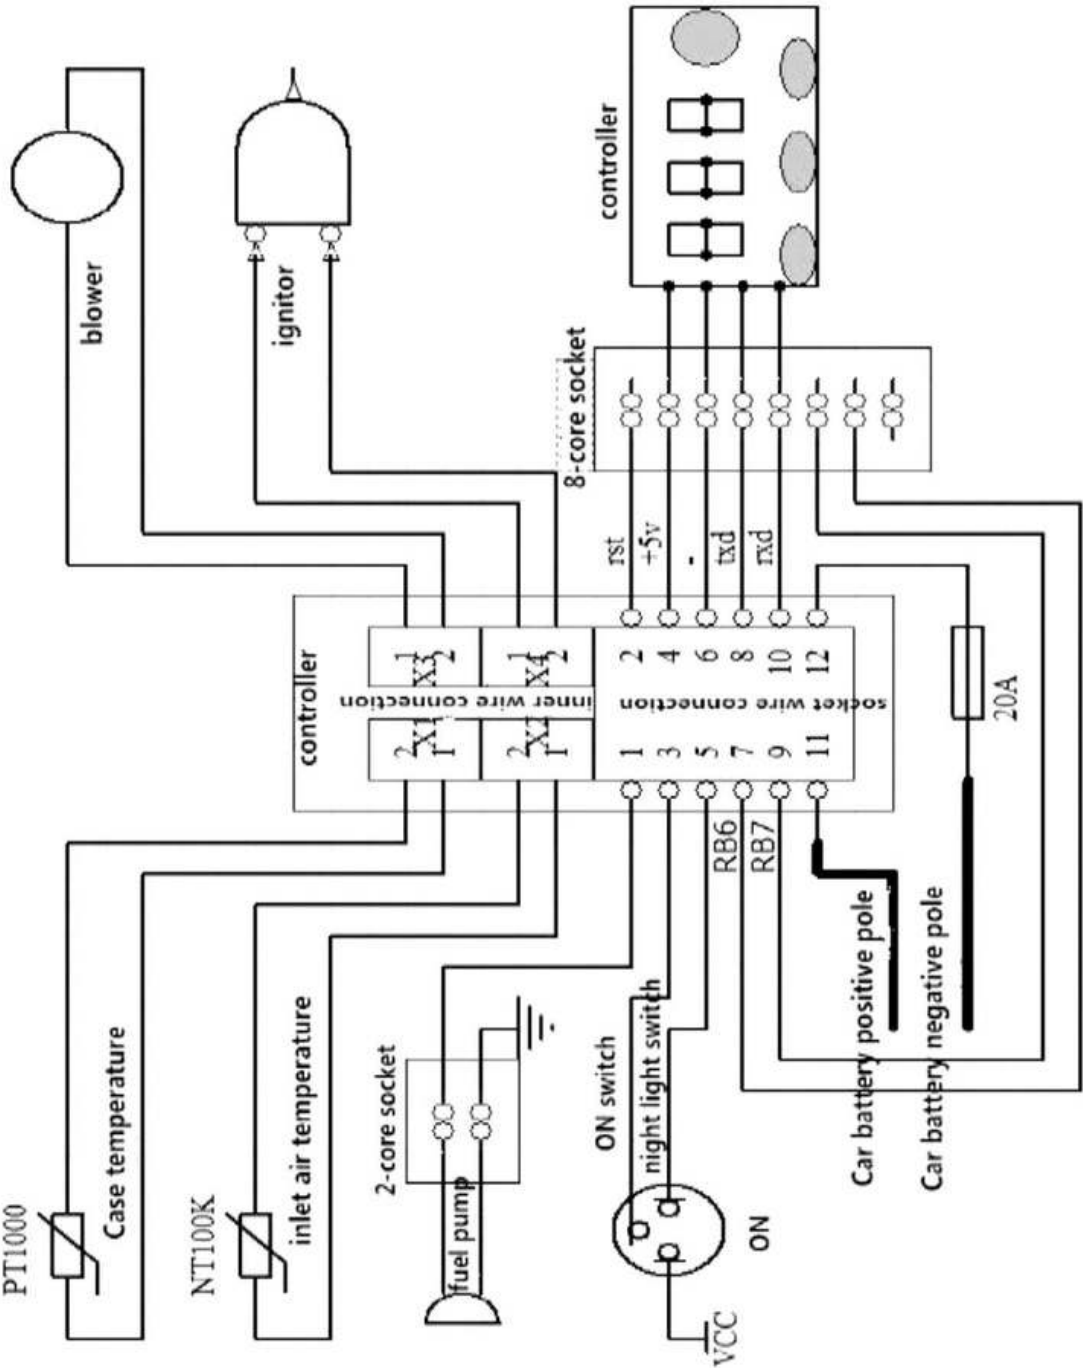 PT1000
Case temperature
NT100K
inlet air temperature
2-core socket
fuel pump
ON switch
night light switch
ON
VCC
Car battery positive pole
Car battery negative pole
RB6
RB7
controller
2 X1 1
2 X2 1
inner wire connection
1 X3 2
1 X4 2
1 3 5 7 9 11
socket wire connection
2 4 6 8 10 12
20A
rst
+5v
-
txd
rxd
8-core socket
blower
ignitor
controller